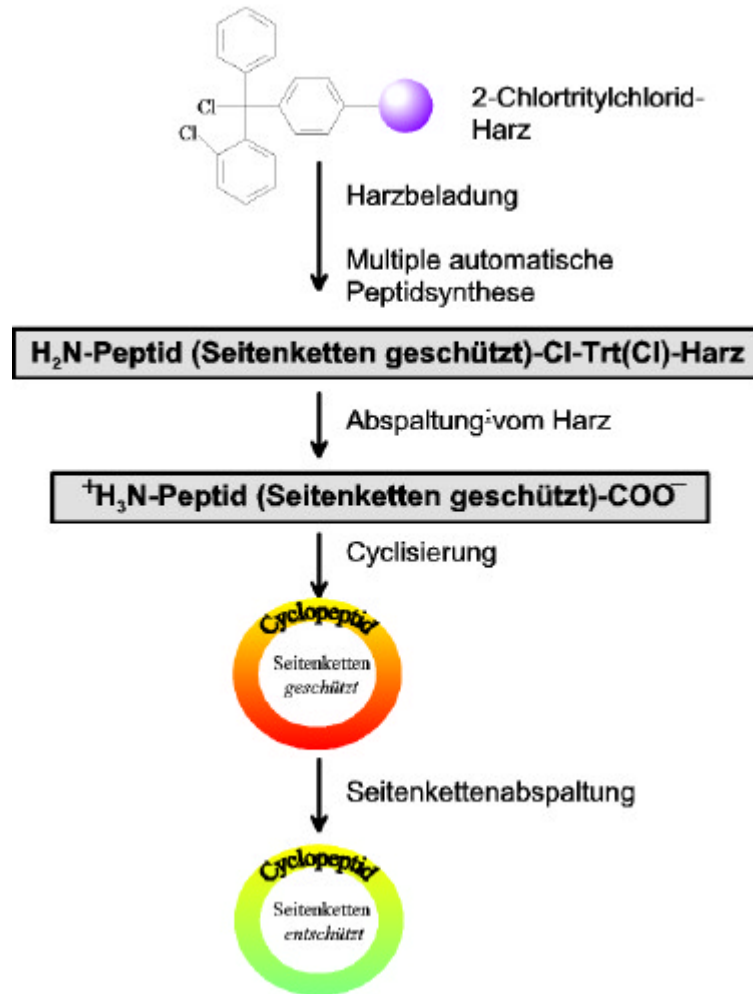 Cl
Cl
2-Chlortritylchlorid-
Harz
Harzbeladung
Multiple automatische
Peptidsynthese
H₂N-Peptid (Seitenketten geschützt)-Cl-Trt(Cl)-Harz
Abspaltung vom Harz
⁺H₃N-Peptid (Seitenketten geschützt)-COO⁻
Cyclisierung
Cyclopeptid
Seitenketten
geschützt
Seitenkettenabspaltung
Cyclopeptid
Seitenketten
entschützt